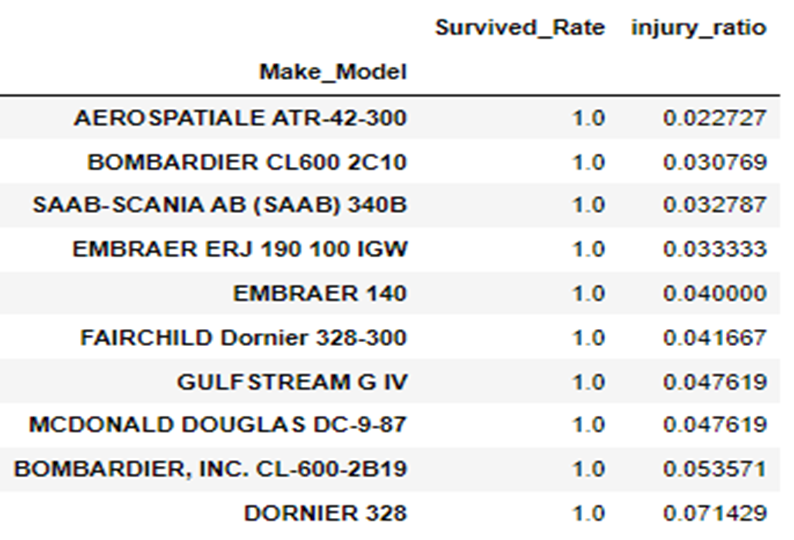 Survived_Rate injury_ratio
Make_Model
AEROSPATIALE ATR-42-300 1.0 0.022727
BOMBARDIER CL600 2C10 1.0 0.030769
SAAB-SCANIA AB (SAAB) 340B 1.0 0.032787
EMBRAER ERJ 190 100 IGW 1.0 0.033333
EMBRAER 140 1.0 0.040000
FAIRCHILD Dornier 328-300 1.0 0.041667
GULFSTREAM G IV 1.0 0.047619
MCDONALD DOUGLAS DC-9-87 1.0 0.047619
BOMBARDIER, INC. CL-600-2B19 1.0 0.053571
DORNIER 328 1.0 0.071429